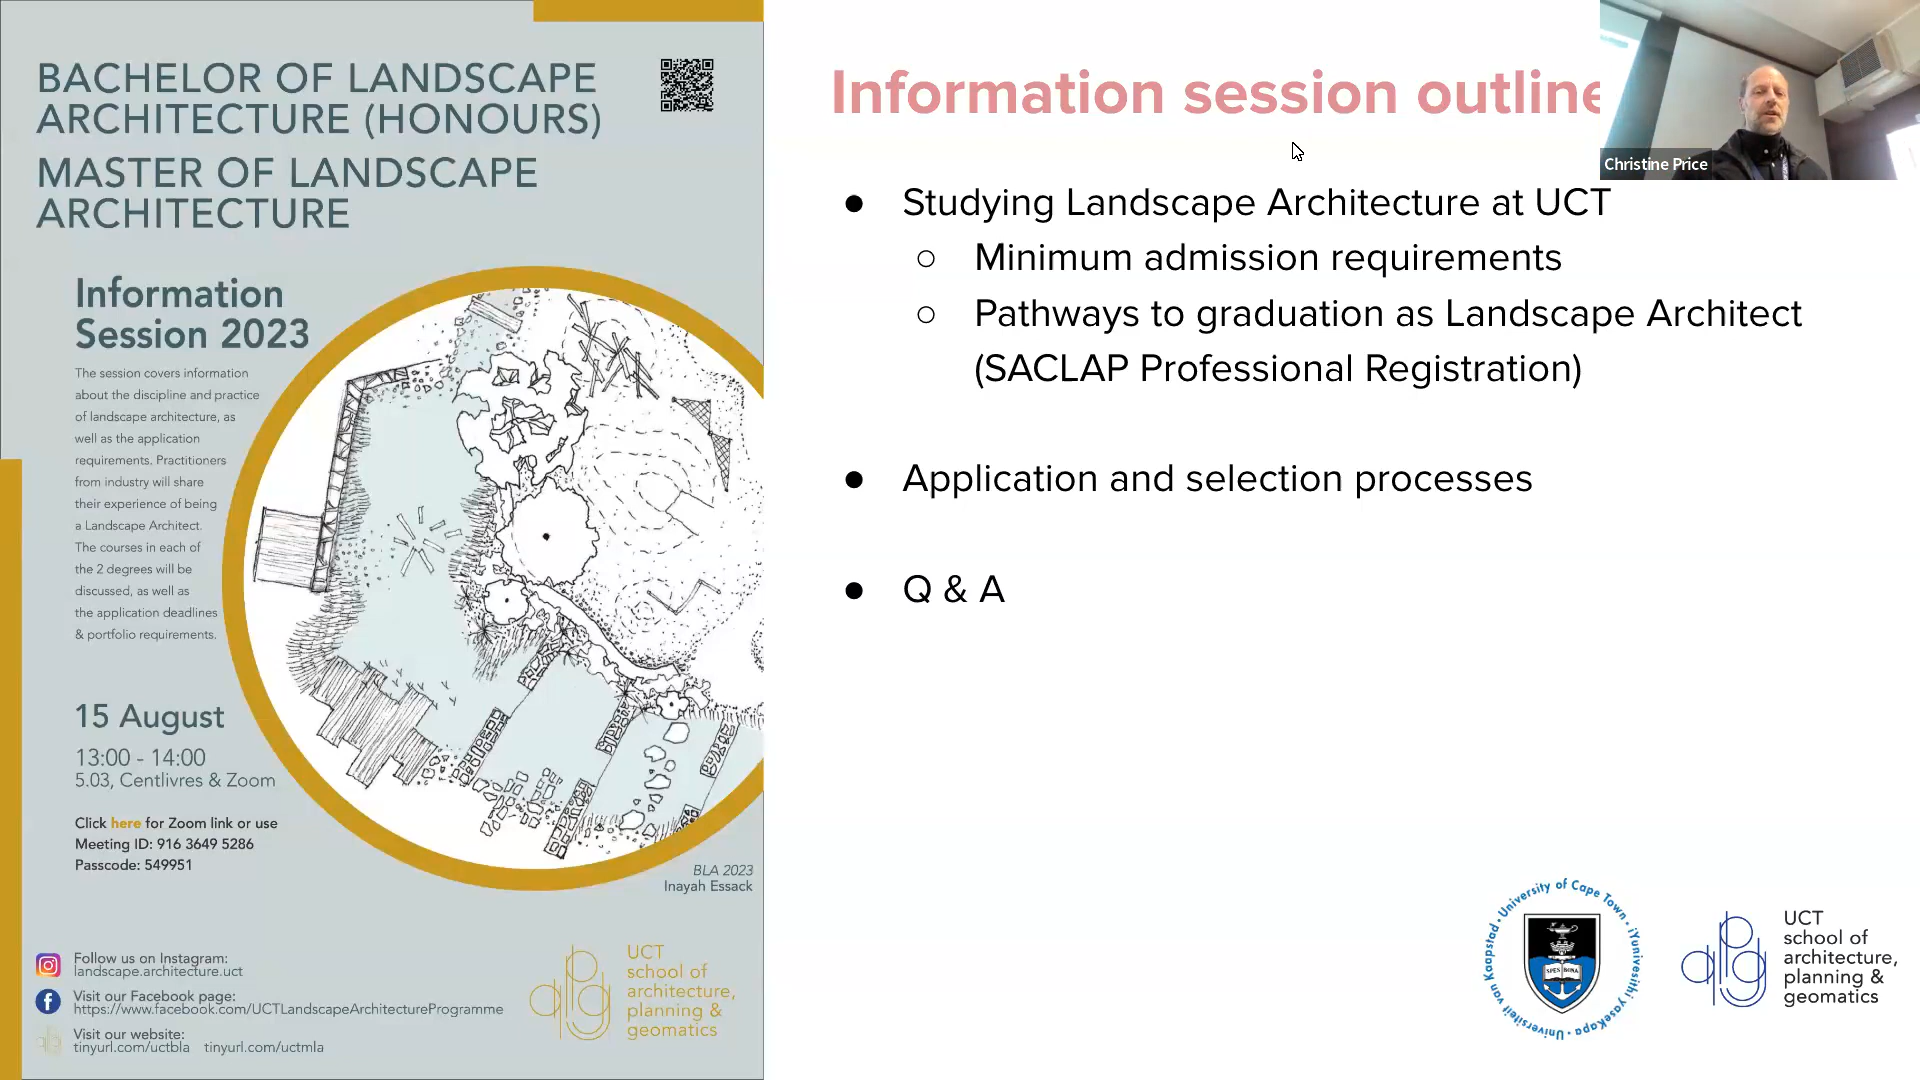 BACHELOR OF LANDSCAPE
ARCHITECTURE (HONOURS)
MASTER OF LANDSCAPE
ARCHITECTURE
Information
Session 2023
The session covers information
about the discipline and practice
of landscape architecture, as
well as the application
requirements. Practitioners
from industry will share
their experience of being
a Landscape Architect.
The courses in each of
the 2 degrees will be
discussed, as well as
the application deadlines
& portfolio requirements.
15 August
13:00 - 14:00
5.03, Centlivres & Zoom
Click here for Zoom link or use
Meeting ID: 916 3649 5286
Passcode: 549951
BLA 2023
Inayah Essack
Follow us on Instagram:
landscape.architecture.uct
Visit our Facebook page:
https://www.facebook.com/UCTLandscapeArchitectureProgramme
Visit our website:
tinyurl.com/uctbla tinyurl.com/uctmla
UCT
school of
architecture,
planning &
geomatics
Information session outline
Christine Price
● Studying Landscape Architecture at UCT
○ Minimum admission requirements
○ Pathways to graduation as Landscape Architect
(SACLAP Professional Registration)
● Application and selection processes
● Q & A
University of Cape Town · iYunivesithi yaseKapa · Universiteit van Kaapstad ·
SPES BONA
UCT
school of
architecture,
planning &
geomatics